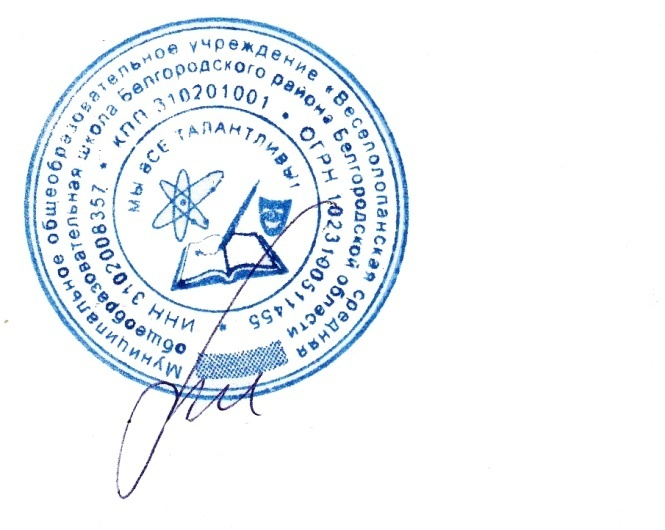 Муниципальное общеобразовательное учреждение «Веселолопанская средняя
общеобразовательная школа Белгородского района Белгородской области
ИНН 3102008357 * КПП 310201001 * ОГРН 1023100511455 *
МЫ ВСЕ ТАЛАНТЛИВЫ!